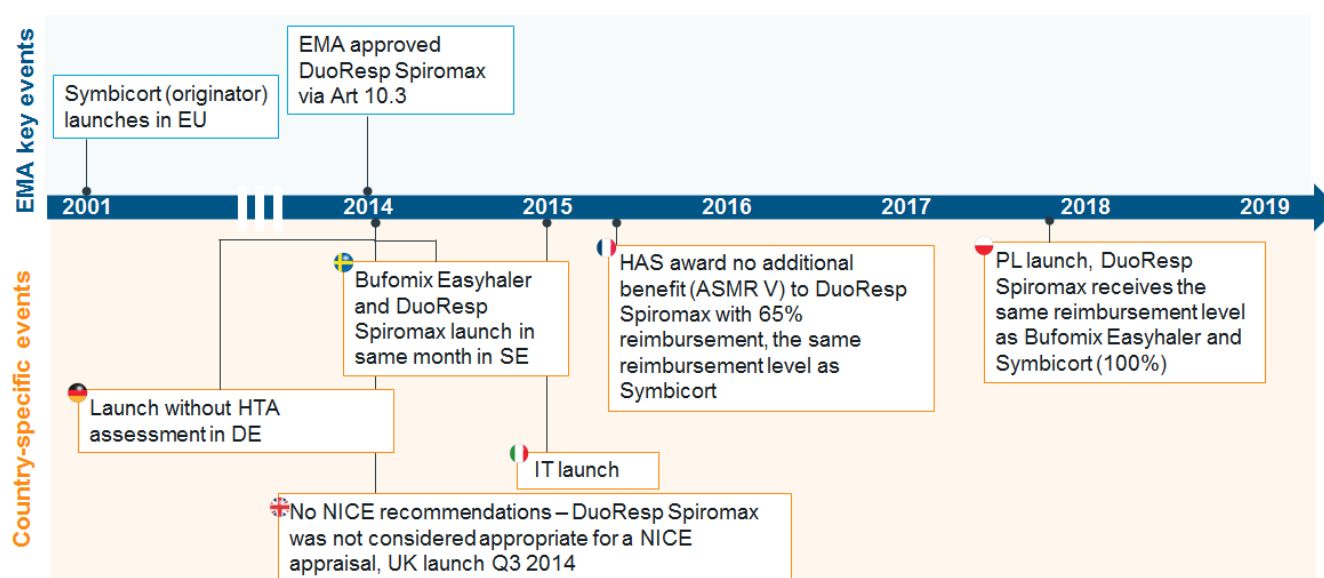 EMA key events
Symbicort (originator)
launches in EU
EMA approved
DuoResp Spiromax
via Art 10.3
2001
2014
2015
2016
2017
2018
2019
Country-specific events
Bufomix Easyhaler
and DuoResp
Spiromax launch in
same month in SE
HAS award no additional
benefit (ASMR V) to DuoResp
Spiromax with 65%
reimbursement, the same
reimbursement level as
Symbicort
PL launch, DuoResp
Spiromax receives the
same reimbursement level
as Bufomix Easyhaler and
Symbicort (100%)
Launch without HTA
assessment in DE
IT launch
No NICE recommendations – DuoResp Spiromax
was not considered appropriate for a NICE
appraisal, UK launch Q3 2014